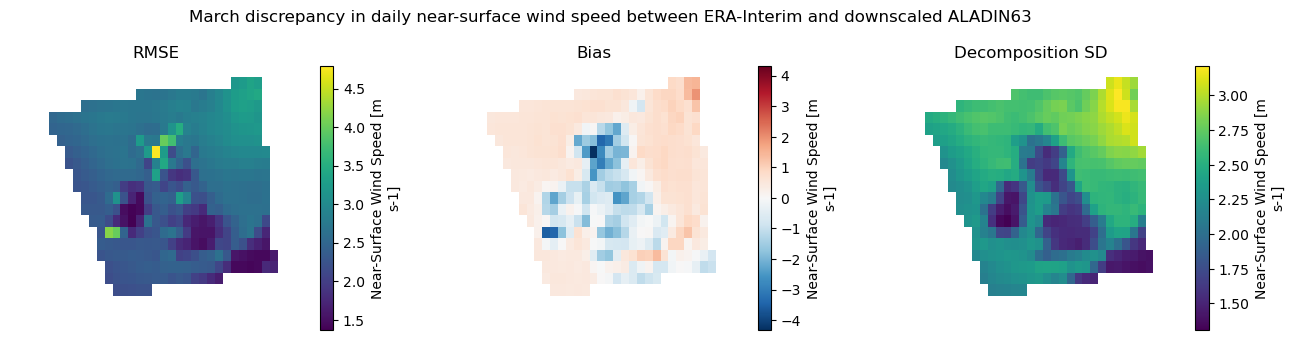 March discrepancy in daily near-surface wind speed between ERA-Interim and downscaled ALADIN63
RMSE
4.5
4.0
3.5
3.0
2.5
2.0
1.5
Near-Surface Wind Speed [m
s-1]
Bias
4
3
2
1
0
−1
−2
−3
−4
Near-Surface Wind Speed [m
s-1]
Decomposition SD
3.00
2.75
2.50
2.25
2.00
1.75
1.50
Near-Surface Wind Speed [m
s-1]